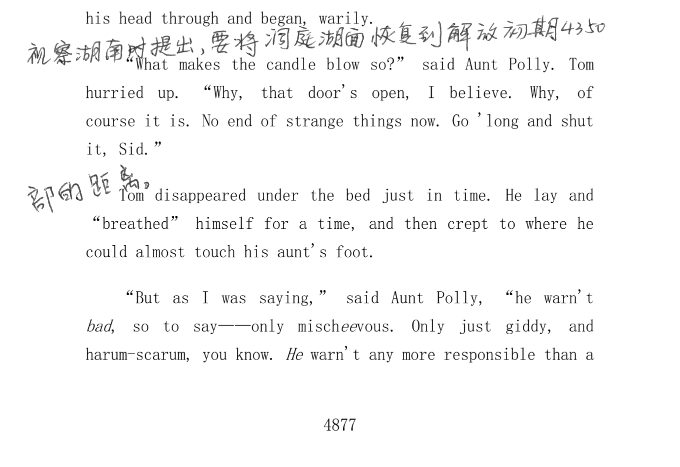 his head through and began, warily.
视察湖南时提出,要将洞庭湖面恢复到解放初期4350
“What makes the candle blow so?” said Aunt Polly. Tom
hurried up. “Why, that door's open, I believe. Why, of
course it is. No end of strange things now. Go 'long and shut
it, Sid.”
部的距离。
Tom disappeared under the bed just in time. He lay and
“breathed” himself for a time, and then crept to where he
could almost touch his aunt's foot.
“But as I was saying,” said Aunt Polly, “he warn't
bad, so to say——only mischeevous. Only just giddy, and
harum-scarum, you know. He warn't any more responsible than a
4877